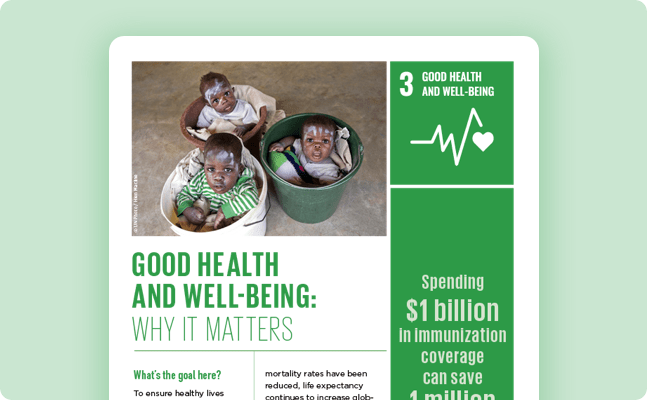 3 GOOD HEALTH
AND WELL-BEING
GOOD HEALTH
AND WELL-BEING:
WHY IT MATTERS
What's the goal here?
To ensure healthy lives
mortality rates have been
reduced, life expectancy
continues to increase glob-
Spending
$1 billion
in immunization
coverage
can save
1 million